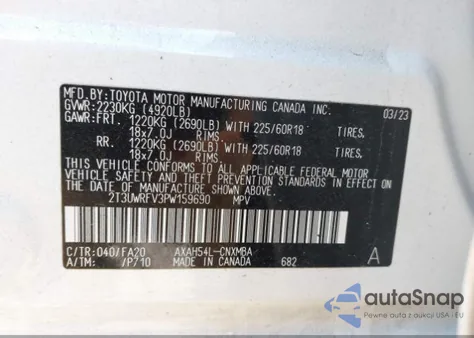 MFD.BY:TOYOTA MOTOR MANUFACTURING CANADA INC.
GVWR:2230KG (4920LB) 03/23
GAWR:FRT. 1220KG (2690LB) WITH 225/60R18 TIRES.
18x7.0J RIMS.
RR. 1220KG (2690LB) WITH 225/60R18 TIRES.
18x7.0J RIMS.
THIS VEHICLE CONFORMS TO ALL APPLICABLE FEDERAL MOTOR
VEHICLE SAFETY AND THEFT PREVENTION STANDARDS IN
EFFECT ON THE DATE OF MANUFACTURE SHOWN ABOVE.
2T3UWRFV3PW159690 MPV
C/TR:040/FA20 AXAH54L-CNXMBA A
A/TM: /P710 MADE IN CANADA 682
autoSnap
Pewne auta z aukcji USA i EU